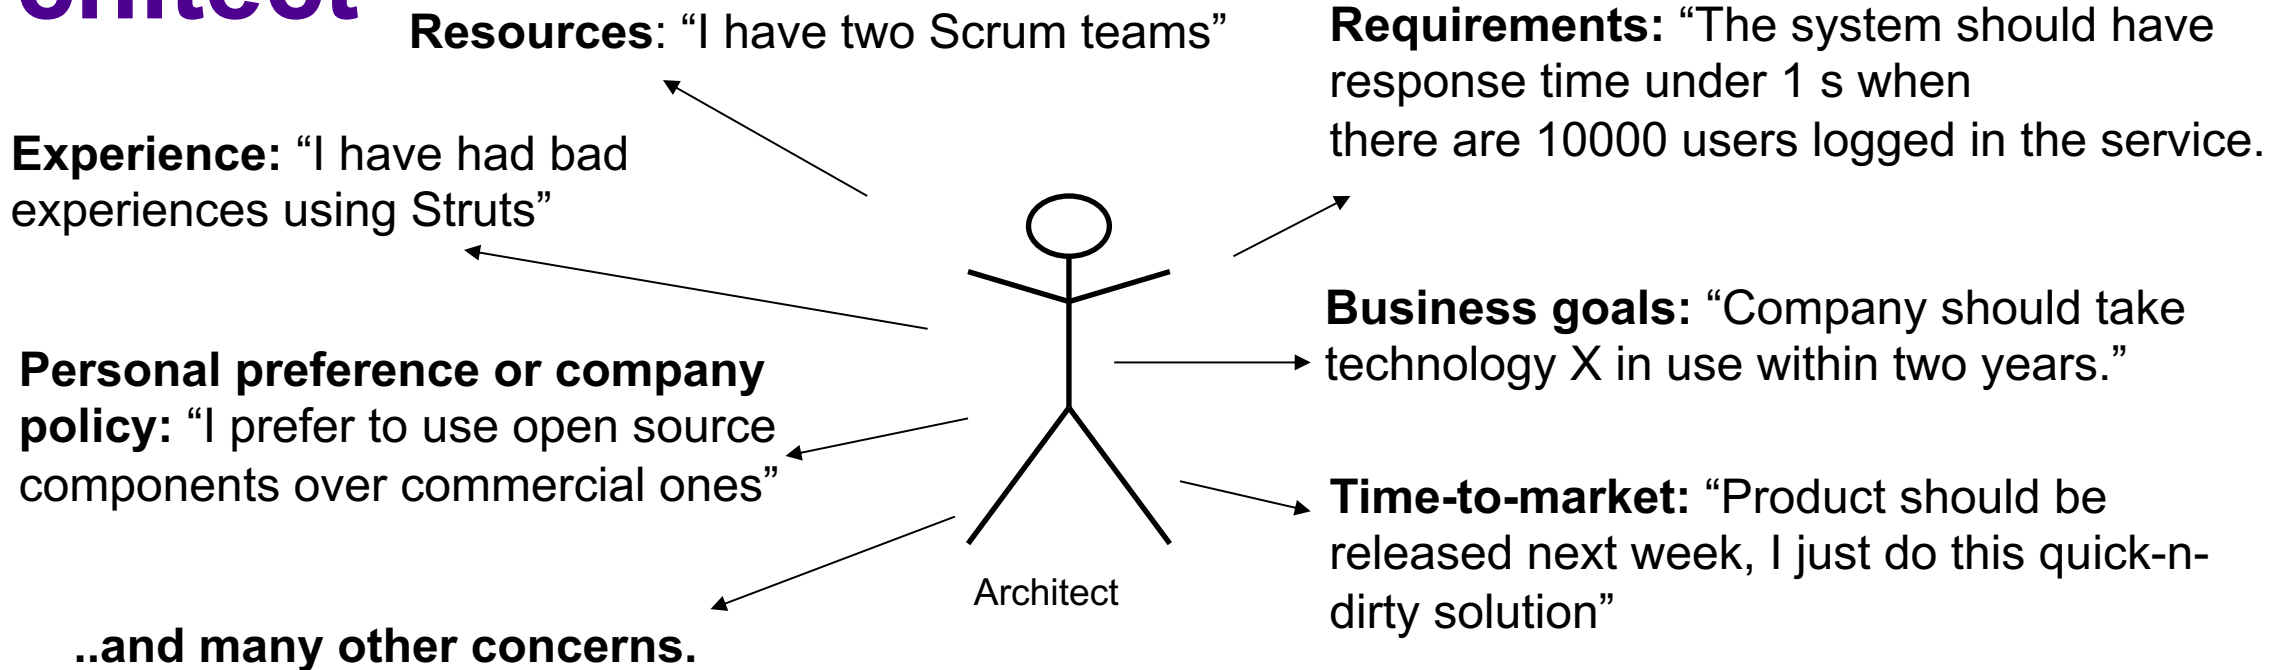 chitect
Resources: “I have two Scrum teams”
Experience: “I have had bad
experiences using Struts”
Personal preference or company
policy: “I prefer to use open source
components over commercial ones”
..and many other concerns.
Architect
Requirements: “The system should have
response time under 1 s when
there are 10000 users logged in the service.
Business goals: “Company should take
technology X in use within two years.”
Time-to-market: “Product should be
released next week, I just do this quick-n-
dirty solution”